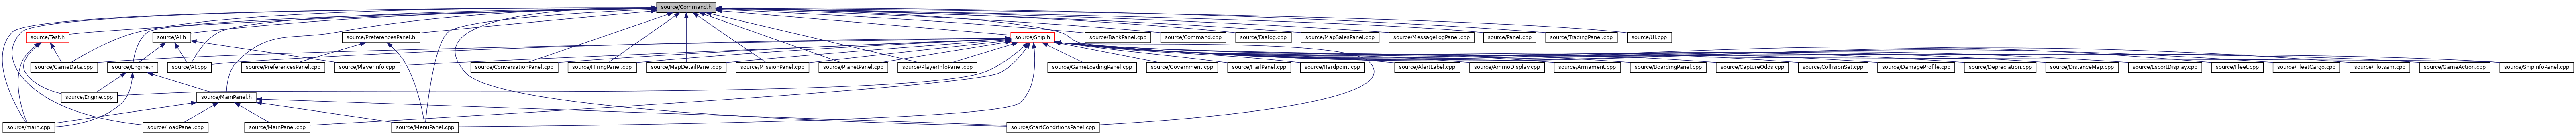 source/Command.h
source/Test.h
source/AI.h
source/PreferencesPanel.h
source/Ship.h
source/BankPanel.cpp
source/Command.cpp
source/Dialog.cpp
source/MapSalesPanel.cpp
source/MessageLogPanel.cpp
source/Panel.cpp
source/TradingPanel.cpp
source/UI.cpp
source/GameData.cpp
source/Engine.h
source/AI.cpp
source/PreferencesPanel.cpp
source/PlayerInfo.cpp
source/ConversationPanel.cpp
source/HiringPanel.cpp
source/MapDetailPanel.cpp
source/MissionPanel.cpp
source/PlanetPanel.cpp
source/PlayerInfoPanel.cpp
source/GameLoadingPanel.cpp
source/Government.cpp
source/HailPanel.cpp
source/Hardpoint.cpp
source/AlertLabel.cpp
source/AmmoDisplay.cpp
source/Armament.cpp
source/BoardingPanel.cpp
source/CaptureOdds.cpp
source/CollisionSet.cpp
source/DamageProfile.cpp
source/Depreciation.cpp
source/DistanceMap.cpp
source/EscortDisplay.cpp
source/Fleet.cpp
source/FleetCargo.cpp
source/Flotsam.cpp
source/GameAction.cpp
source/ShipInfoPanel.cpp
source/Engine.cpp
source/MainPanel.h
source/main.cpp
source/LoadPanel.cpp
source/MainPanel.cpp
source/MenuPanel.cpp
source/StartConditionsPanel.cpp